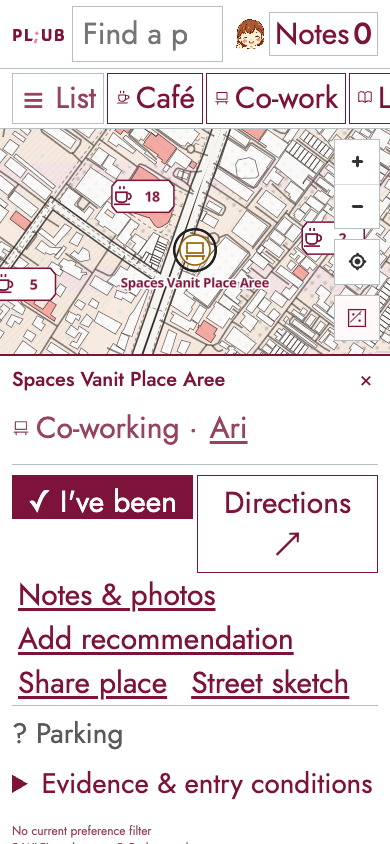 PL;UB
Find a p
Notes 0
List
Café
Co-work
18
5
Spaces Vanit Place Area
Spaces Vanit Place Aree
×
Co-working · Ari
✓ I've been
Directions ↗
Notes & photos
Add recommendation
Share place
Street sketch
? Parking
▶ Evidence & entry conditions
No current preference filter